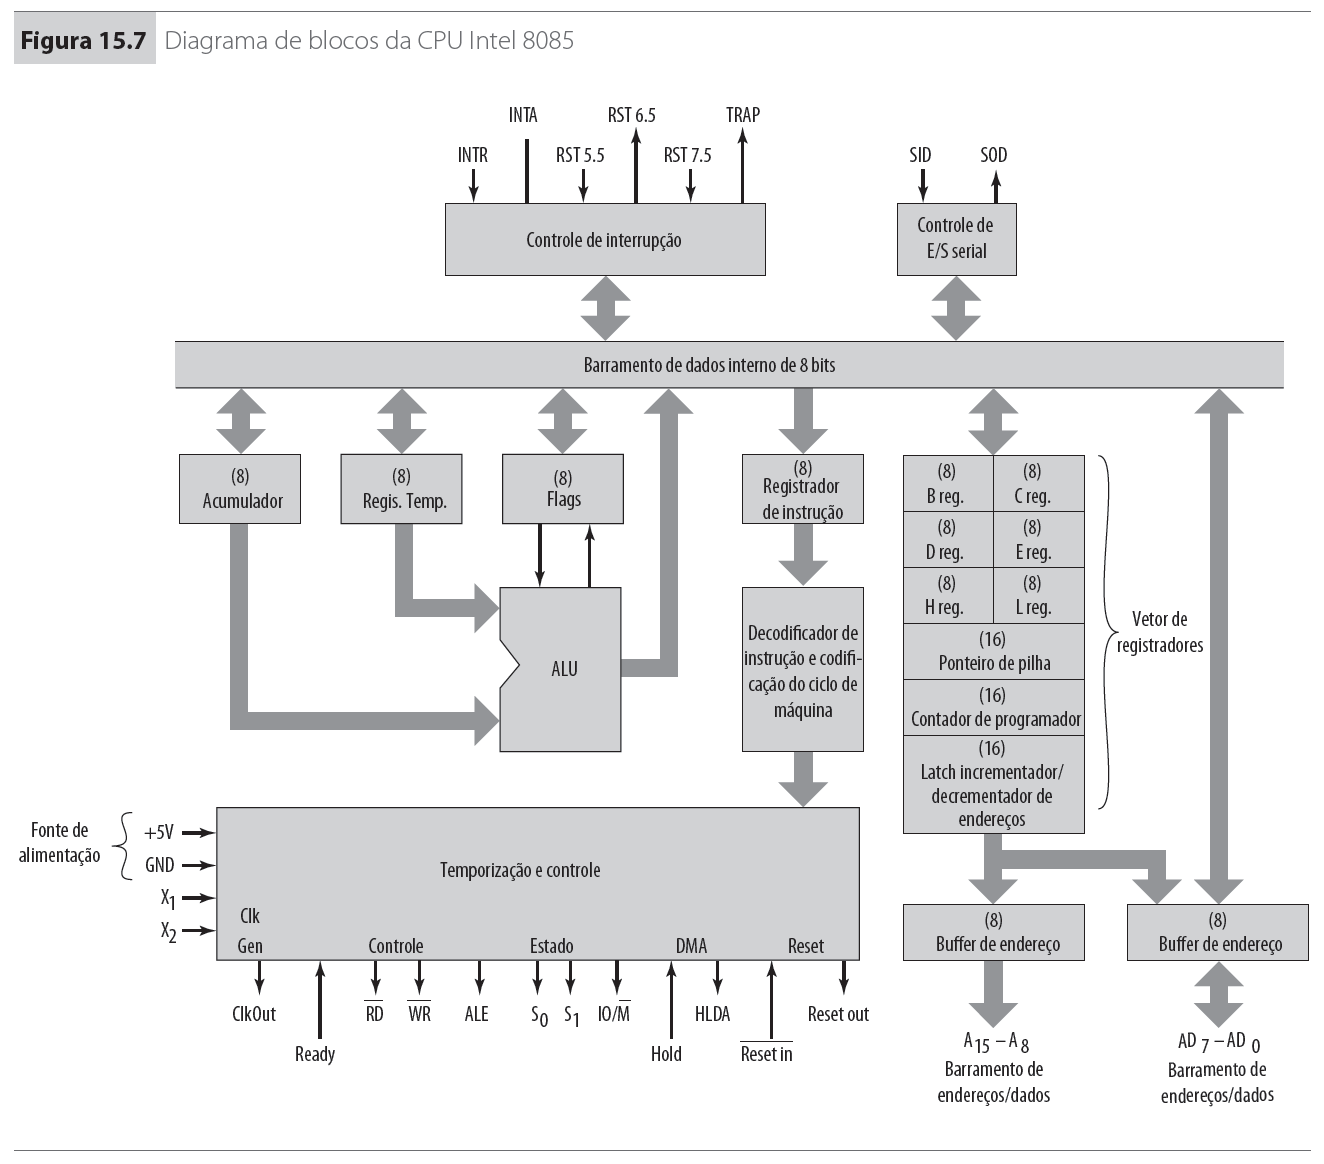 Figura 15.7 Diagrama de blocos da CPU Intel 8085
INTA RST 6.5 TRAP
INTR RST 5.5 RST 7.5 SID SOD
Controle de interrupção
Controle de
E/S serial
Barramento de dados interno de 8 bits
(8)
Acumulador
(8)
Regis. Temp.
(8)
Flags
(8)
Registrador
de instrução
(8)
B reg.
(8)
C reg.
(8)
D reg.
(8)
E reg.
(8)
H reg.
(8)
L reg.
(16)
Ponteiro de pilha
(16)
Contador de programador
(16)
Latch incrementador/
decrementador de
endereços
Vetor de
registradores
ALU
Decodificador de
instrução e codifi-
cação do ciclo de
máquina
Fonte de
alimentação
+5V
GND
X1
X2
Temporização e controle
Clk
Gen Controle Estado DMA Reset
ClkOut R̅D̅ W̅R̅ ALE S0 S1 IO/M̅ HLDA Reset out
Ready Hold R̅e̅s̅e̅t̅ i̅n̅
(8)
Buffer de endereço
(8)
Buffer de endereço
A15 – A8
Barramento de
endereços/dados
AD7 – AD0
Barramento de
endereços/dados